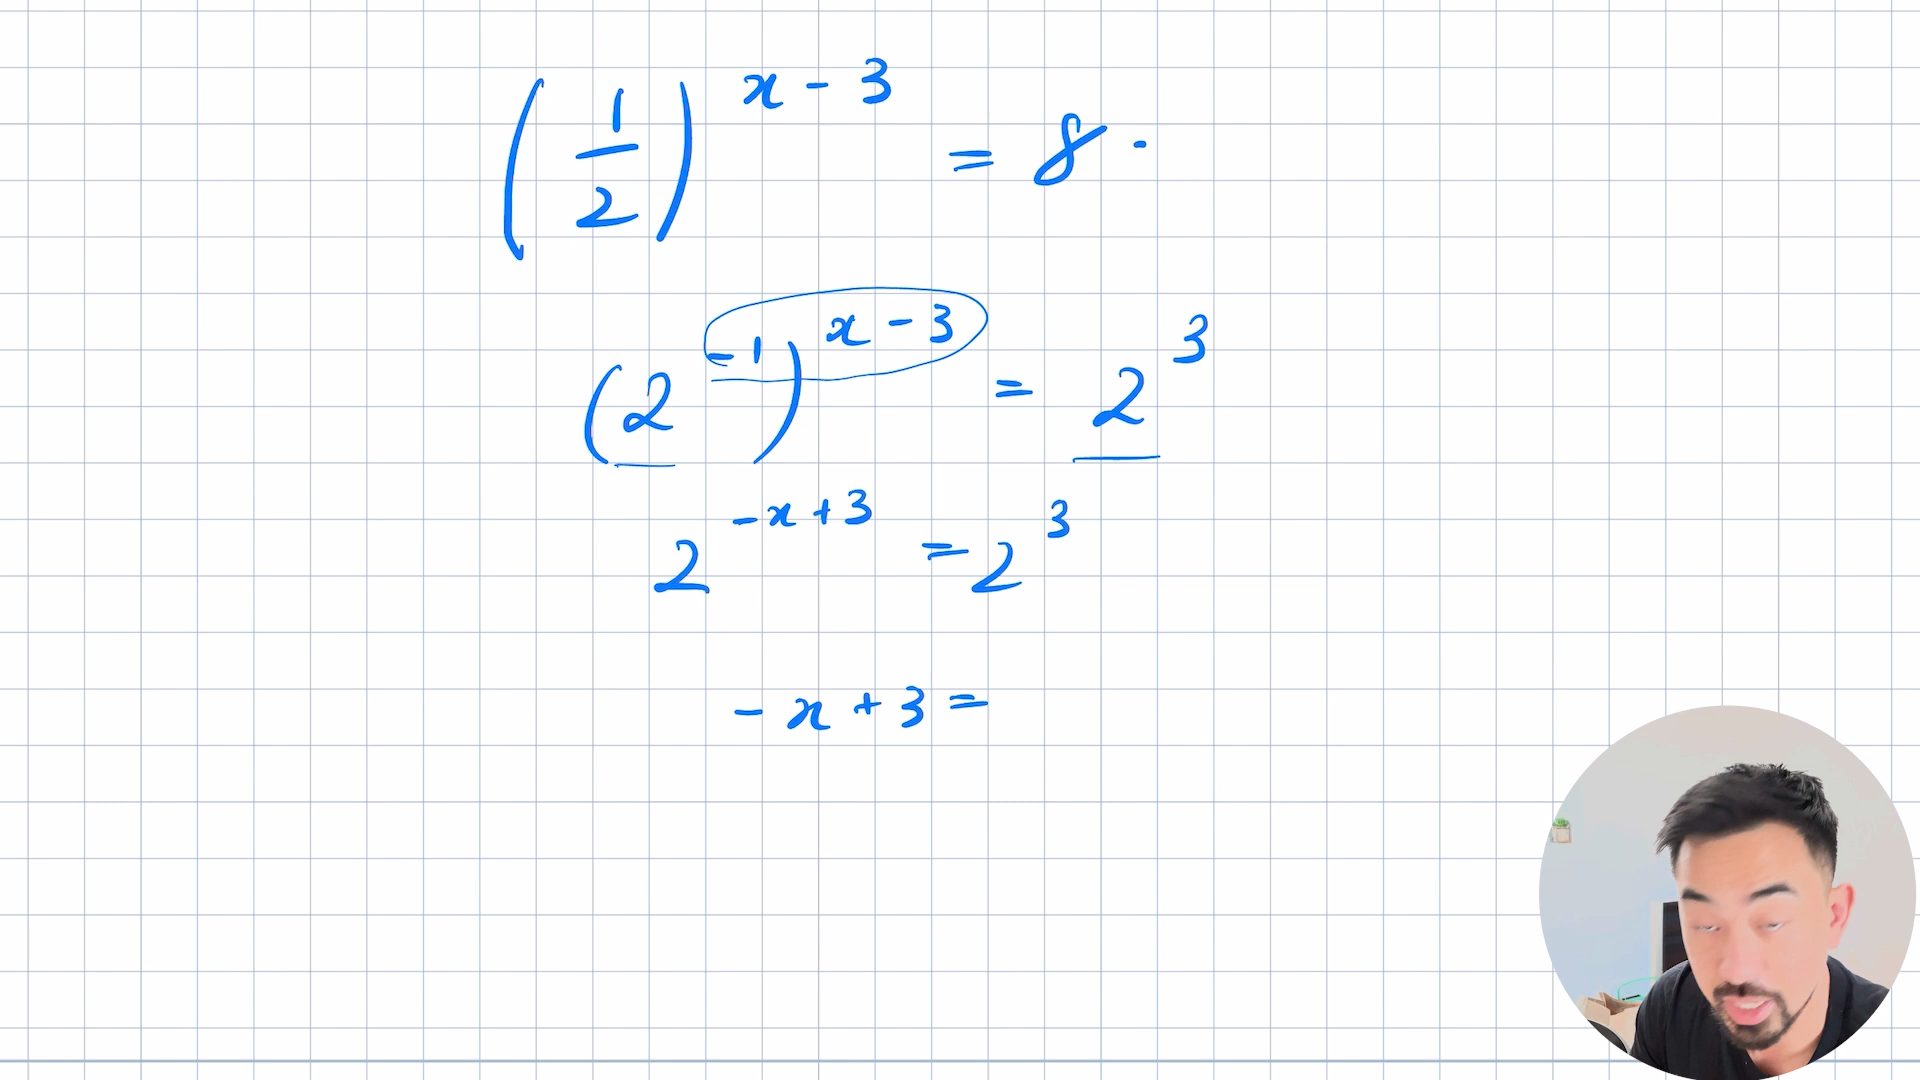 (1/2)^(x-3) = 8.
(2^-1)^(x-3) = 2^3
2^(-x+3) = 2^3
-x+3=